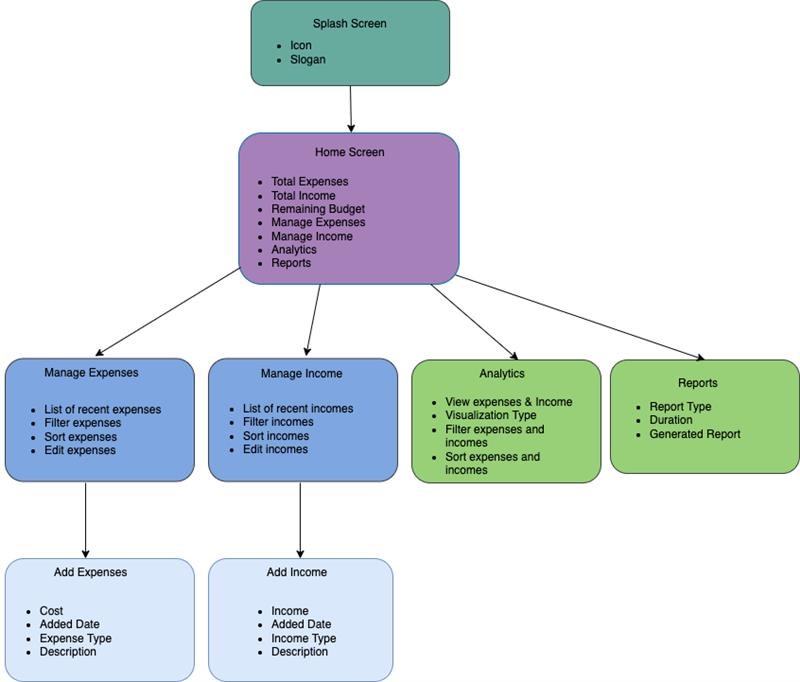 Splash Screen
• Icon
• Slogan
Home Screen
• Total Expenses
• Total Income
• Remaining Budget
• Manage Expenses
• Manage Income
• Analytics
• Reports
Manage Expenses
• List of recent expenses
• Filter expenses
• Sort expenses
• Edit expenses
Manage Income
• List of recent incomes
• Filter incomes
• Sort incomes
• Edit incomes
Analytics
• View expenses & Income
• Visualization Type
• Filter expenses and
incomes
• Sort expenses and
incomes
Reports
• Report Type
• Duration
• Generated Report
Add Expenses
• Cost
• Added Date
• Expense Type
• Description
Add Income
• Income
• Added Date
• Income Type
• Description